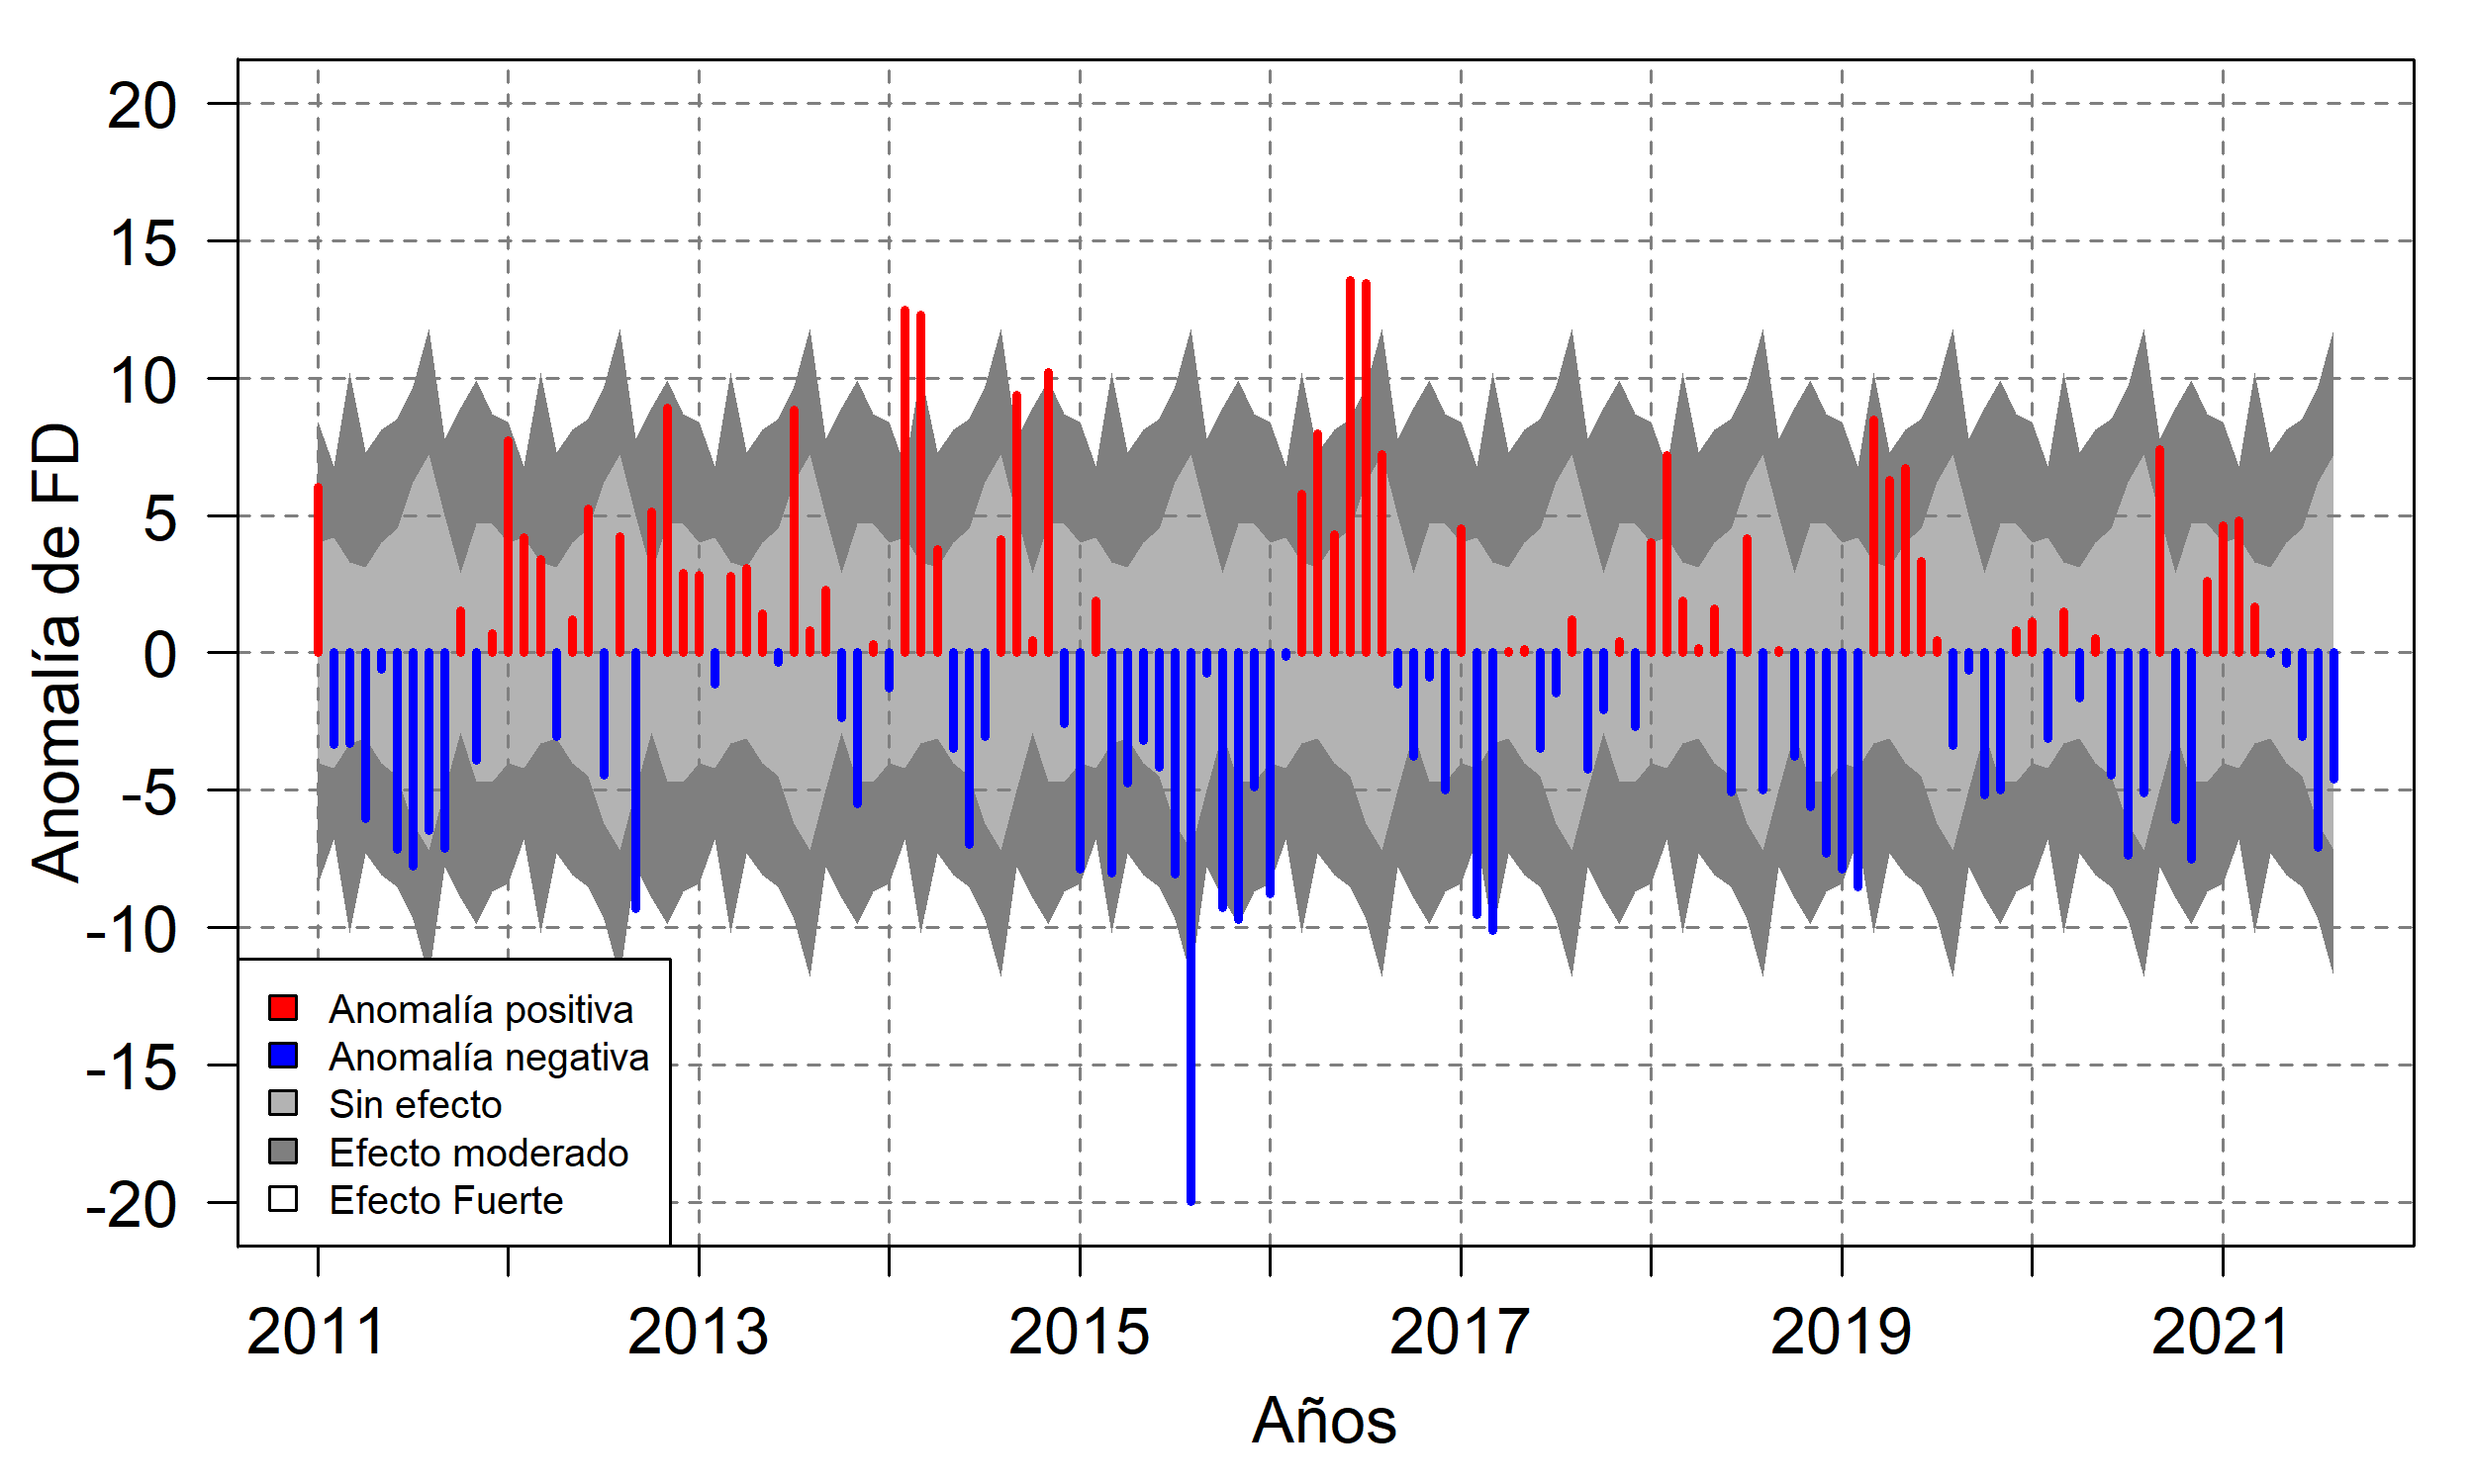 Anomalía de FD
20
15
10
5
0
-5
-10
-15
-20
Anomalía positiva
Anomalía negativa
Sin efecto
Efecto moderado
Efecto Fuerte
2011 2013 2015 2017 2019 2021
Años